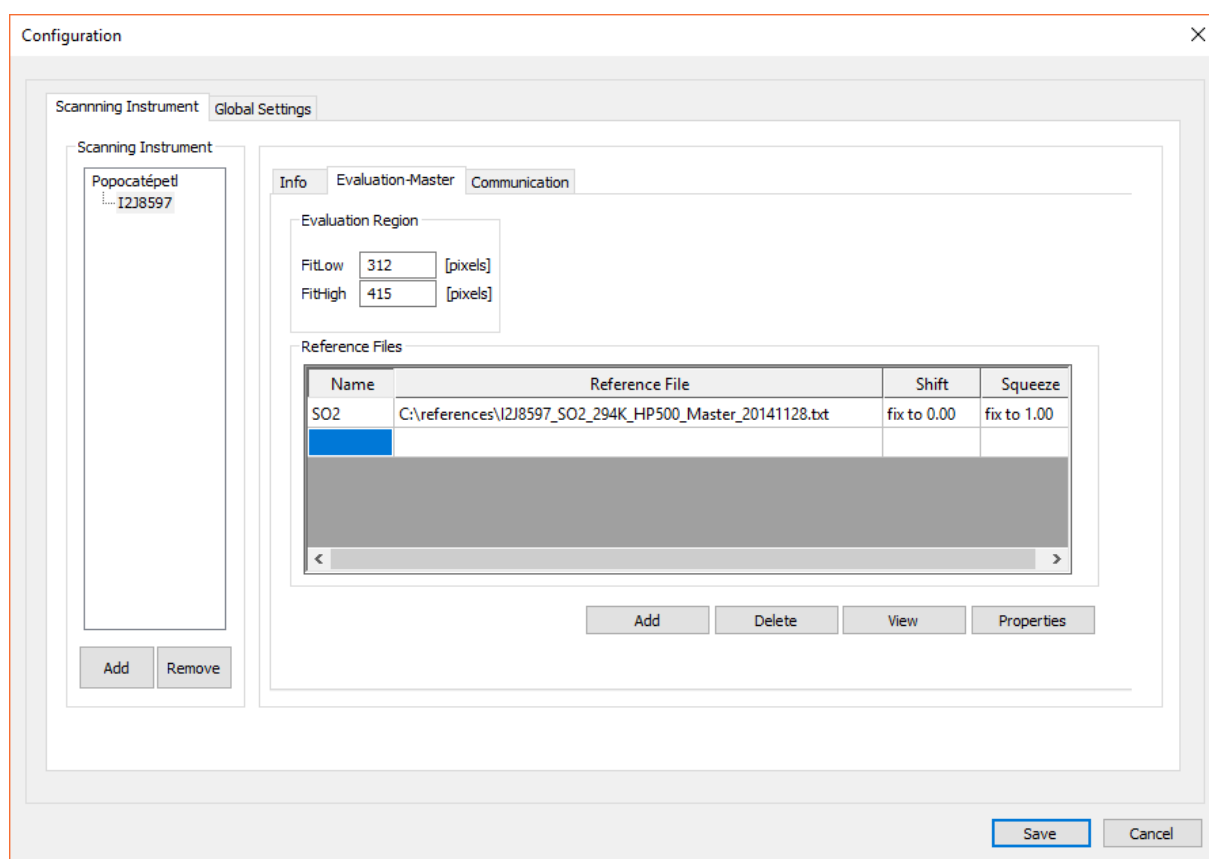 Configuration
Scannning Instrument Global Settings
Scanning Instrument
Popocatépetl
I2J8597
Add Remove
Info Evaluation-Master Communication
Evaluation Region
FitLow 312 [pixels]
FitHigh 415 [pixels]
Reference Files
Name Reference File Shift Squeeze
SO2 C:\references\I2J8597_SO2_294K_HP500_Master_20141128.txt fix to 0.00 fix to 1.00
Add Delete View Properties
Save Cancel